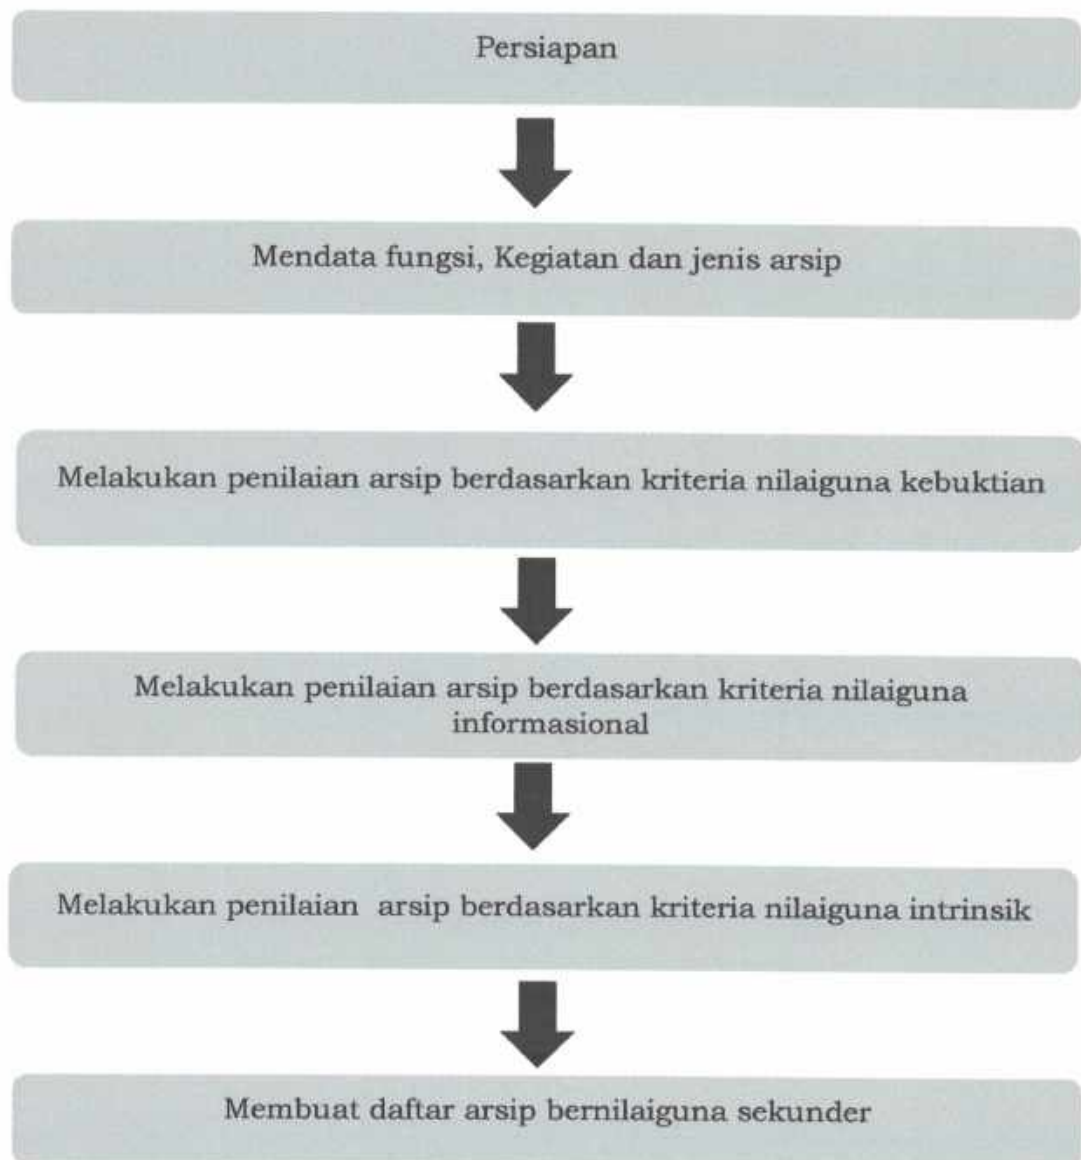 Persiapan
Mendata fungsi, Kegiatan dan jenis arsip
Melakukan penilaian arsip berdasarkan kriteria nilaiguna kebuktian
Melakukan penilaian arsip berdasarkan kriteria nilaiguna
informasional
Melakukan penilaian arsip berdasarkan kriteria nilaiguna intrinsik
Membuat daftar arsip bernilaiguna sekunder